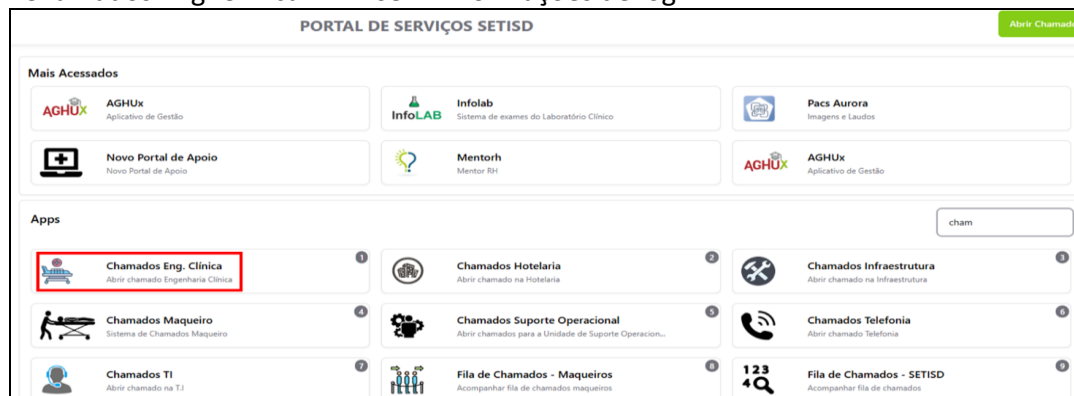 PORTAL DE SERVIÇOS SETISD
Abrir Chamado
Mais Acessados
AGHUx
AGHUx
Aplicativo de Gestão
InfoLAB
Infolab
Sistema de exames do Laboratório Clínico
Pacs Aurora
Imagens e Laudos
Novo Portal de Apoio
Novo Portal de Apoio
Mentorh
Mentor RH
AGHUx
AGHUx
Aplicativo de Gestão
Apps
cham
Chamados Eng. Clínica
Abrir chamado Engenharia Clínica
1
Chamados Hotelaria
Abrir chamado na Hotelaria
2
Chamados Infraestrutura
Abrir chamado na Infraestrutura
3
Chamados Maqueiro
Sistema de Chamados Maqueiro
4
Chamados Suporte Operacional
Abrir chamados para a Unidade de Suporte Operacion...
5
Chamados Telefonia
Abrir chamado Telefonia
6
Chamados TI
Abrir chamado na T.I
7
Fila de Chamados - Maqueiros
Acompanhar fila de chamados maqueiros
8
123
4
Fila de Chamados - SETISD
Acompanhar fila de chamados
9